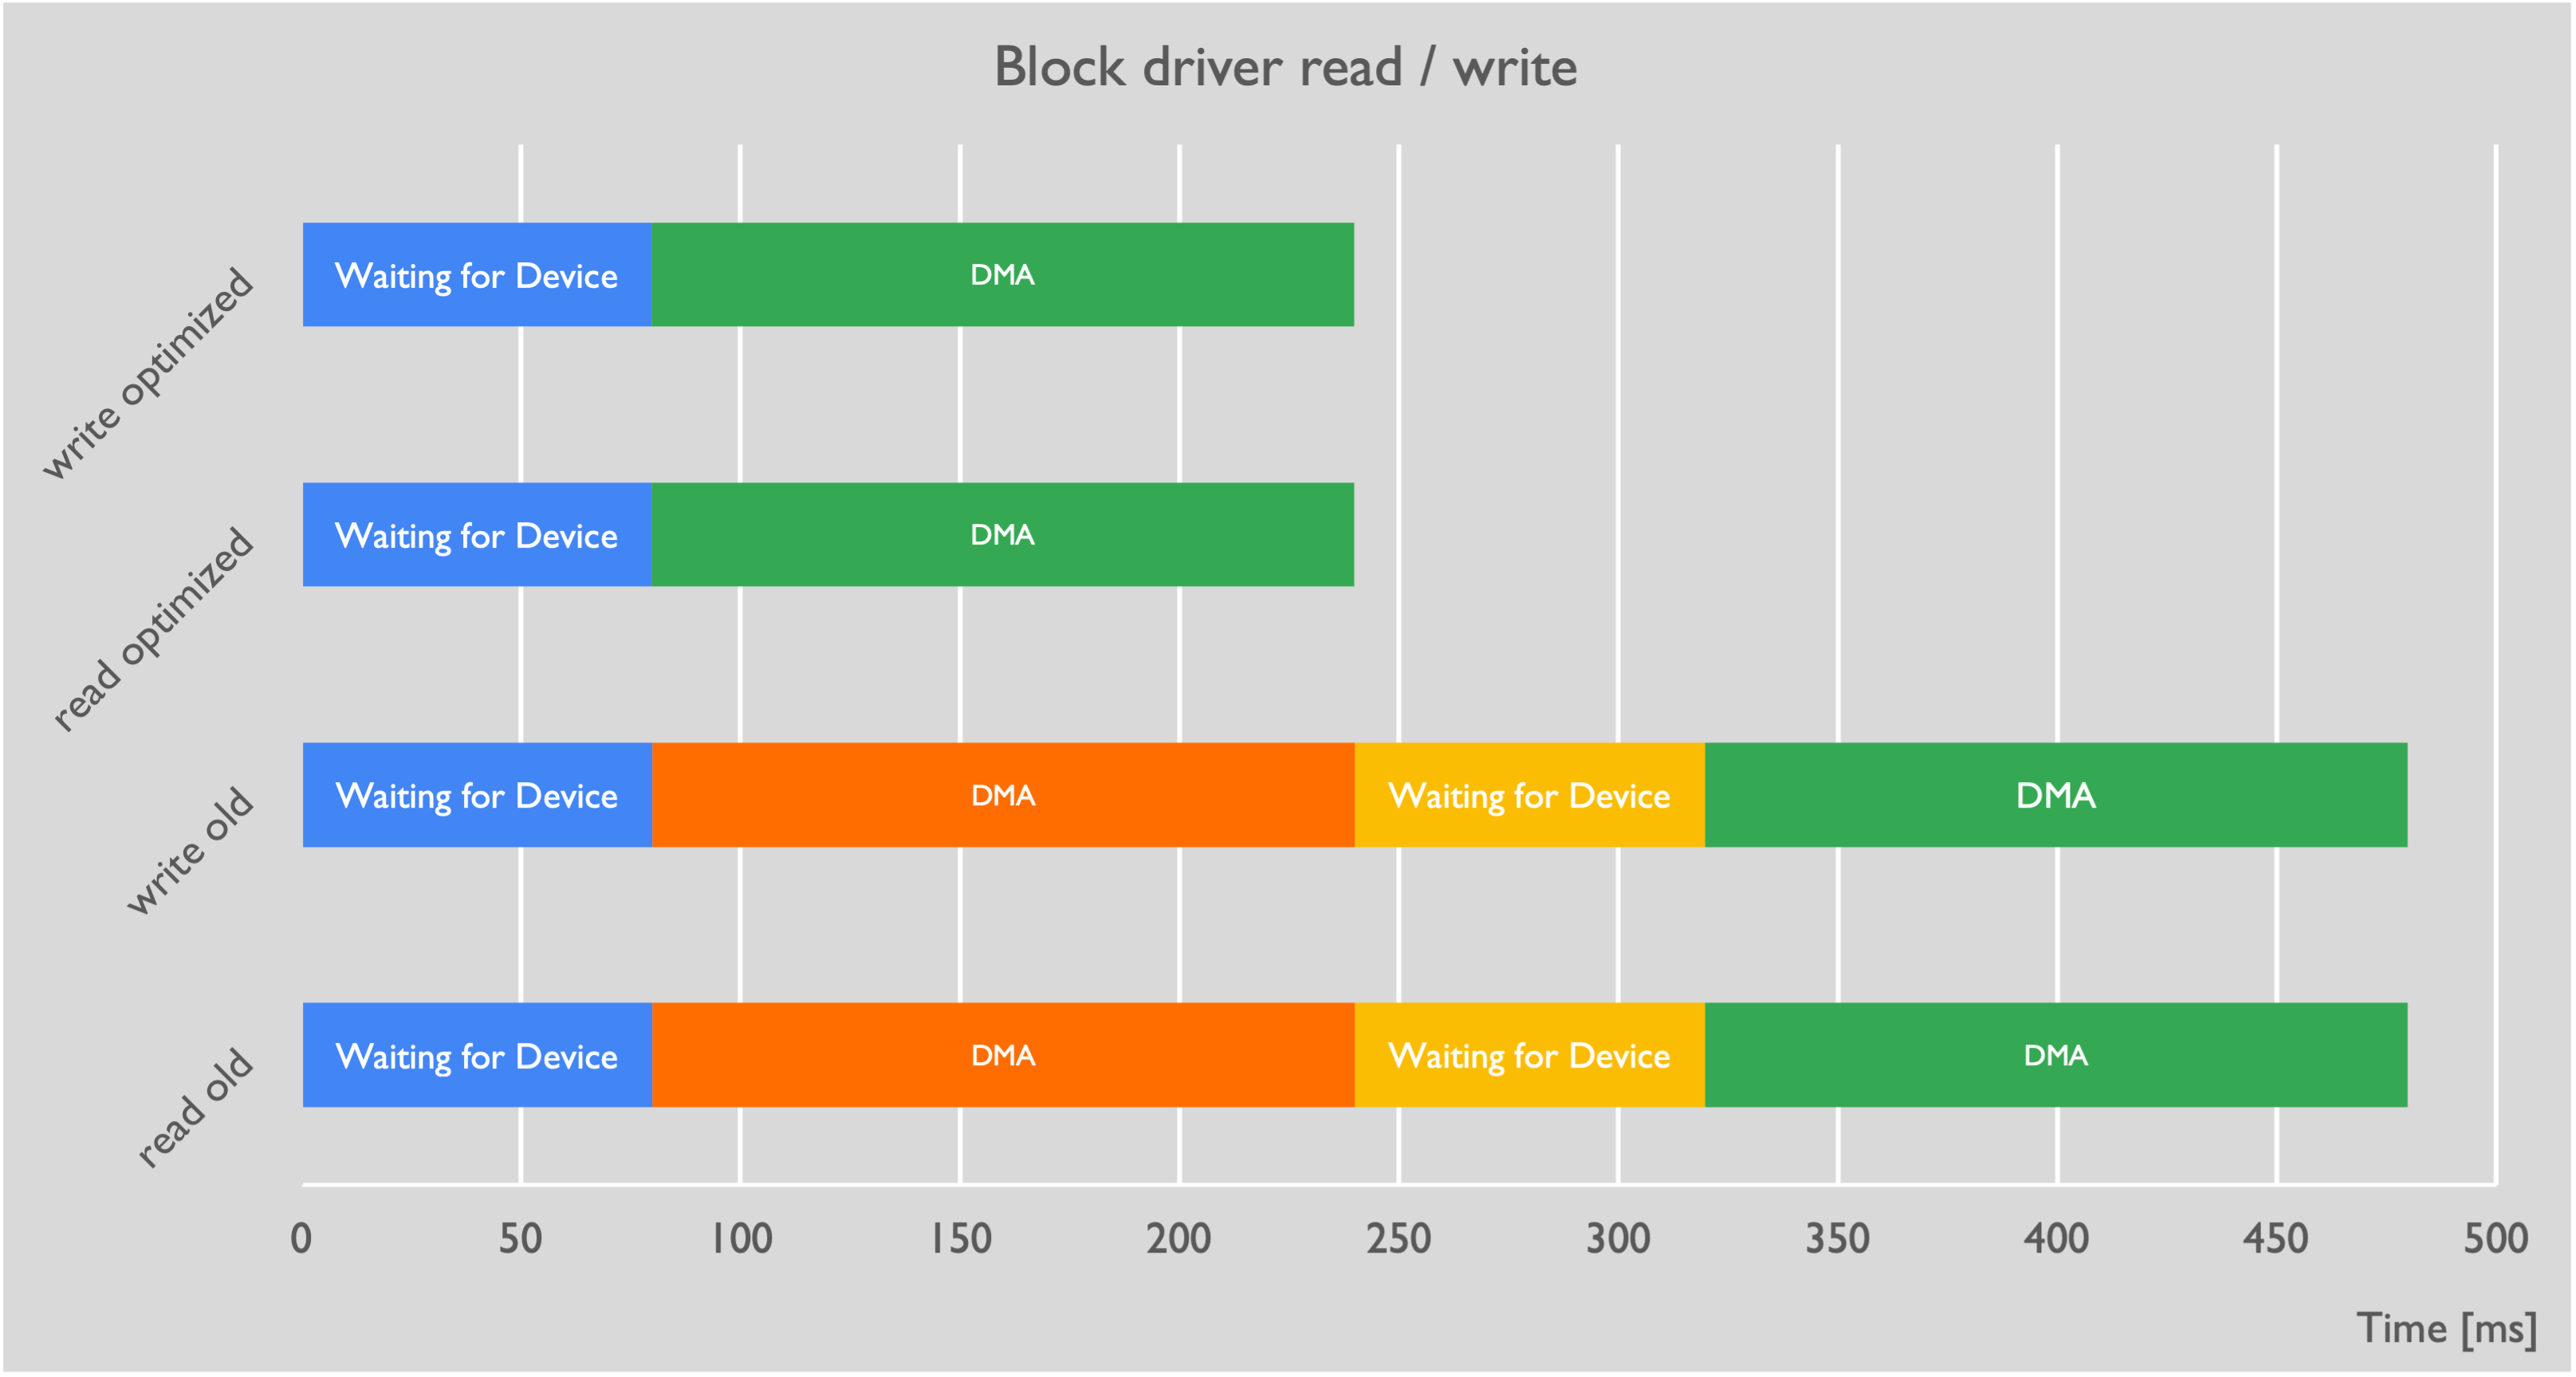 Block driver read / write
write optimized
Waiting for Device
DMA
read optimized
Waiting for Device
DMA
write old
Waiting for Device
DMA
Waiting for Device
DMA
read old
Waiting for Device
DMA
Waiting for Device
DMA
0 50 100 150 200 250 300 350 400 450 500
Time [ms]